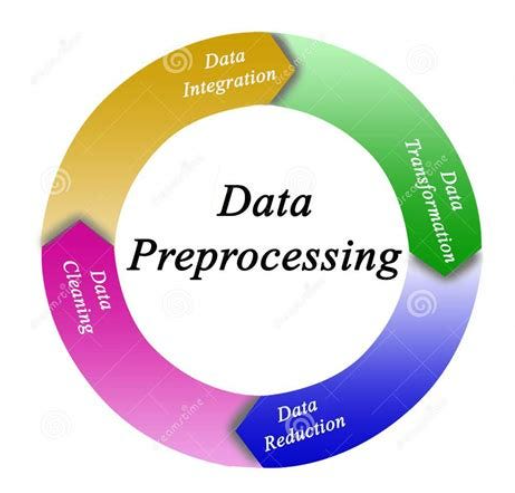 Data
Integration
Data
Transformation
Data
Preprocessing
Data
Cleaning
Data
Reduction